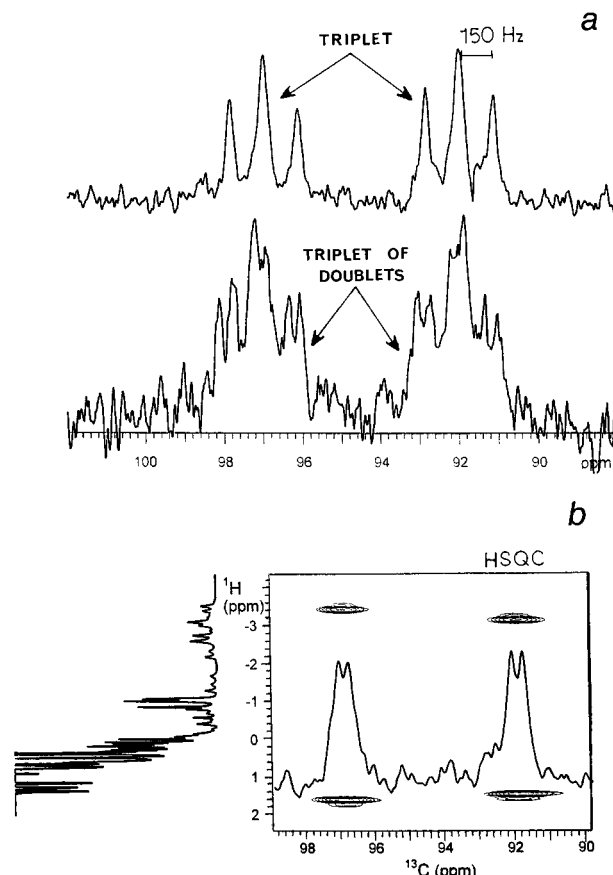 a
TRIPLET
150 Hz
TRIPLET OF
DOUBLETS
100 98 96 94 92 90 ppm
b
HSQC
¹H
(ppm)
-3
-2
-1
0
1
2
98 96 94 92 90
¹³C (ppm)